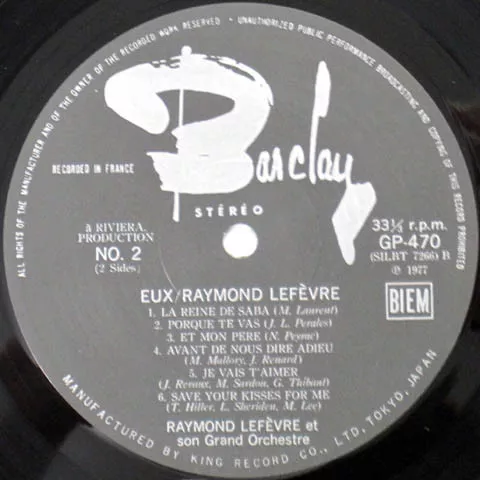 ALL RIGHTS OF THE MANUFACTURER AND OF THE OWNER OF THE RECORDED WORK RESERVED • UNAUTHORIZED PUBLIC PERFORMANCE BROADCASTING AND COPYING OF THIS RECORD PROHIBITED
Barclay
RECORDED IN FRANCE
STÉRÉO
a RIVIERA.
PRODUCTION
NO. 2
(2 Sides)
33⅓ r.p.m.
GP-470
(SILBT 7266) B
℗ 1977
BIEM
EUX/RAYMOND LEFÈVRE
1. LA REINE DE SABA (M. Laurent)
2. PORQUE TE VAS (J. L. Perales)
3. ET MON PERE (N. Peyrac)
4. AVANT DE NOUS DIRE ADIEU
(M. Mallory, J. Renard)
5. JE VAIS T'AIMER
(J. Revaux, M. Sardou, G. Thibaut)
6. SAVE YOUR KISSES FOR ME
(T. Hiller, L. Sheriden, M. Lee)
RAYMOND LEFÈVRE et
son Grand Orchestre
MANUFACTURED BY KING RECORD CO., LTD. TOKYO, JAPAN